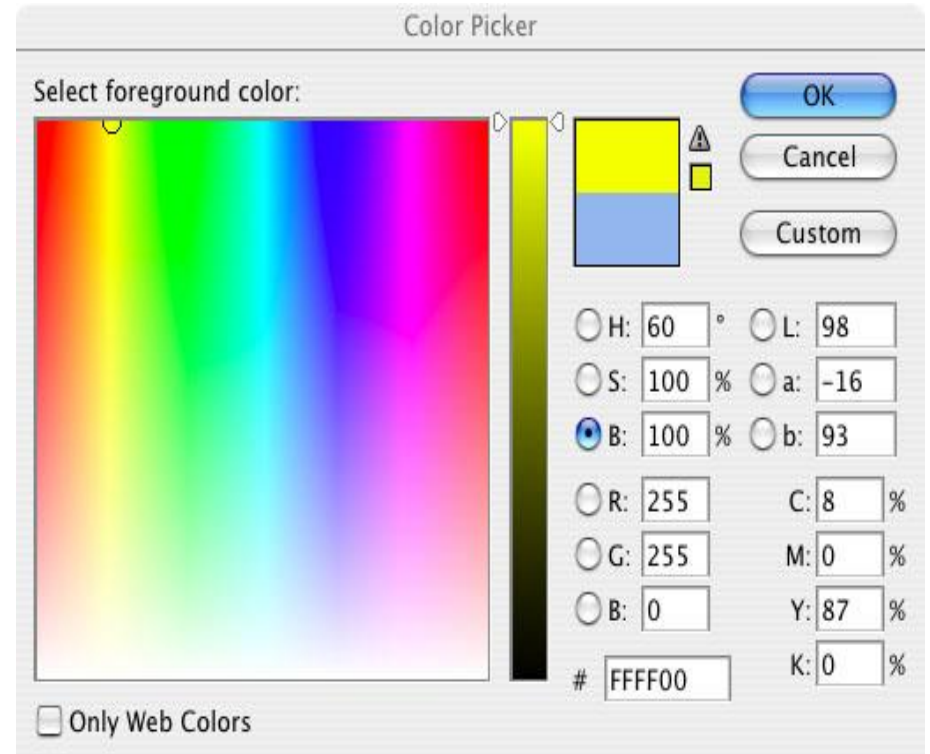 Color Picker
Select foreground color:
OK
Cancel
Custom
H: 60 ° L: 98
S: 100 % a: -16
B: 100 % b: 93
R: 255 C: 8 %
G: 255 M: 0 %
B: 0 Y: 87 %
# FFFF00 K: 0 %
Only Web Colors